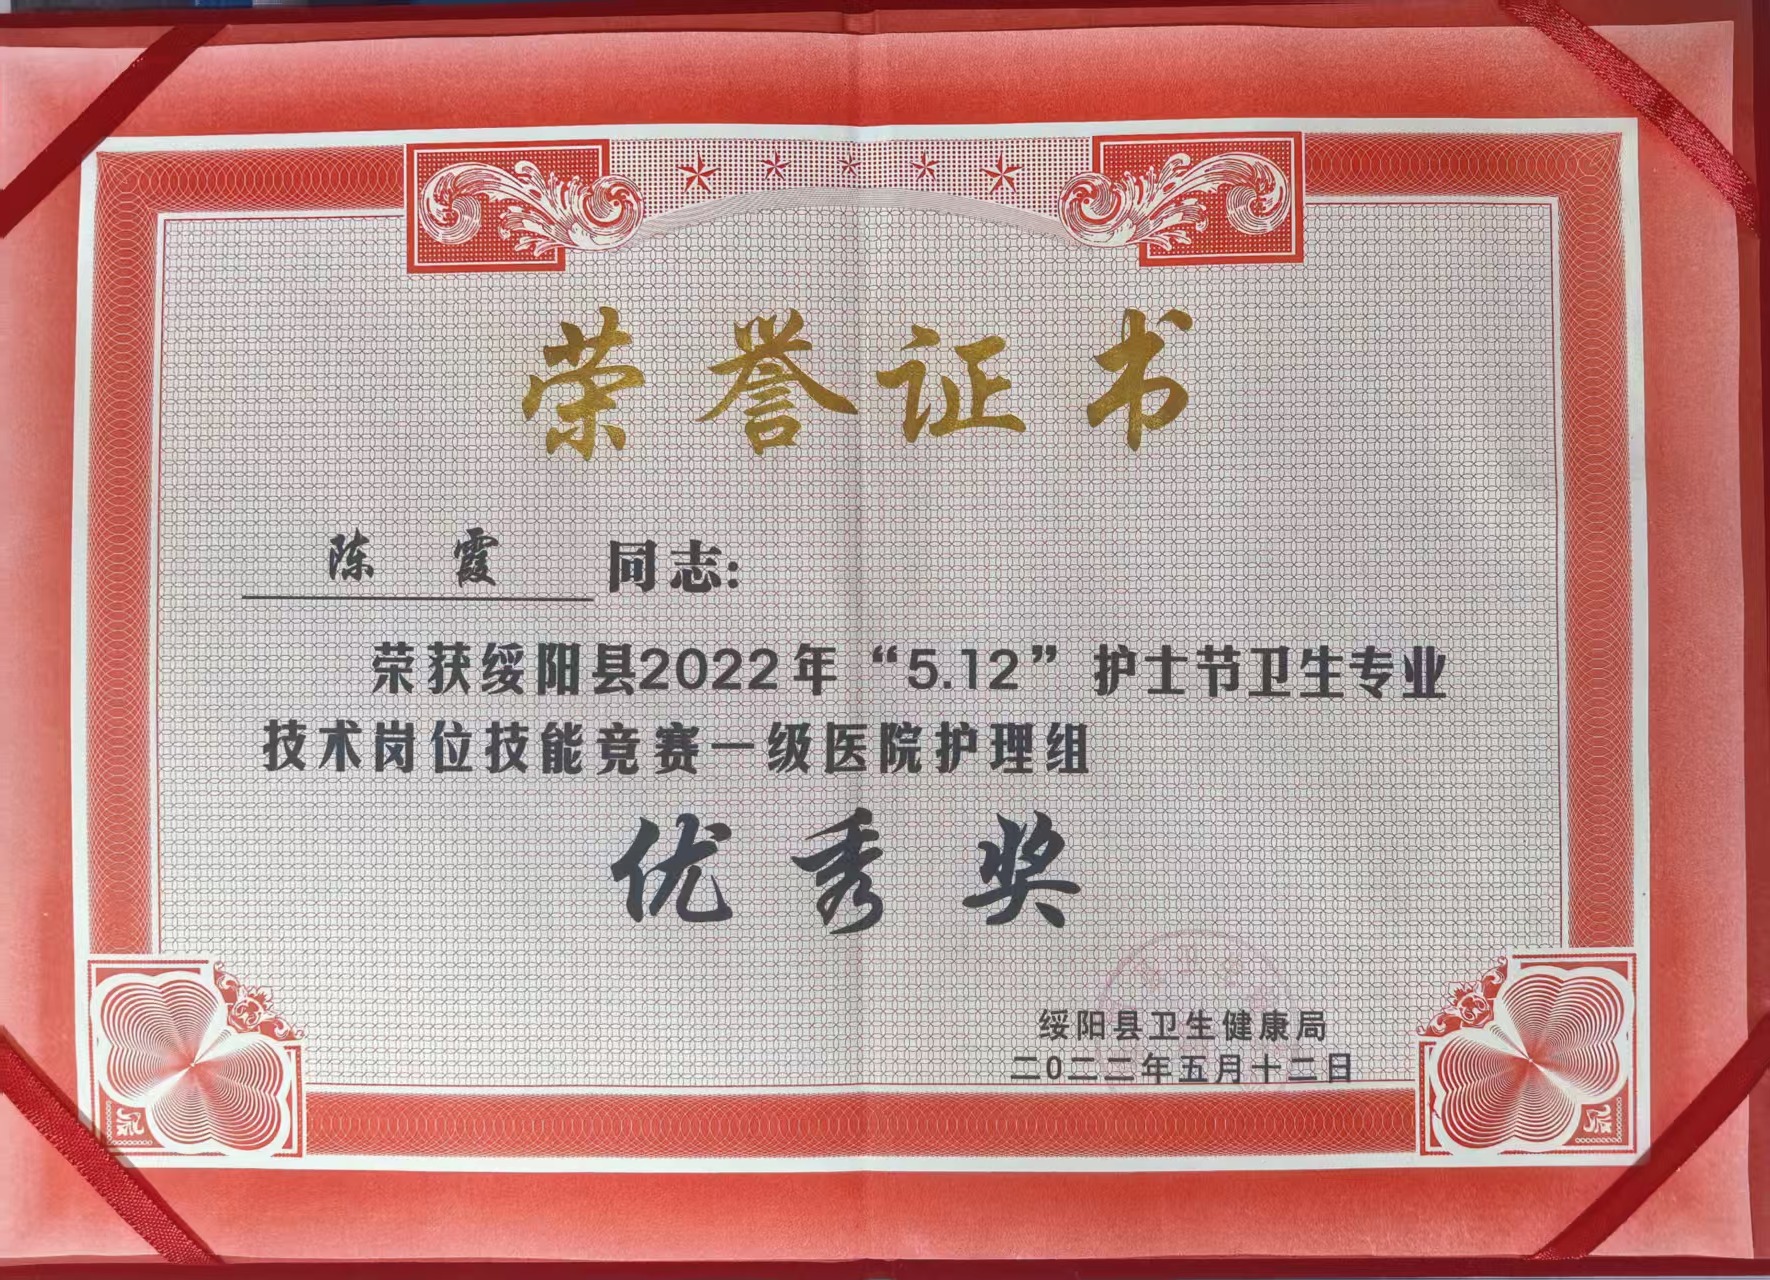 荣誉证书
陈 霞 同志:
荣获绥阳县2022年“5.12”护士节卫生专业
技术岗位技能竞赛一级医院护理组
优秀奖
绥阳县卫生健康局
二0二二年五月十二日